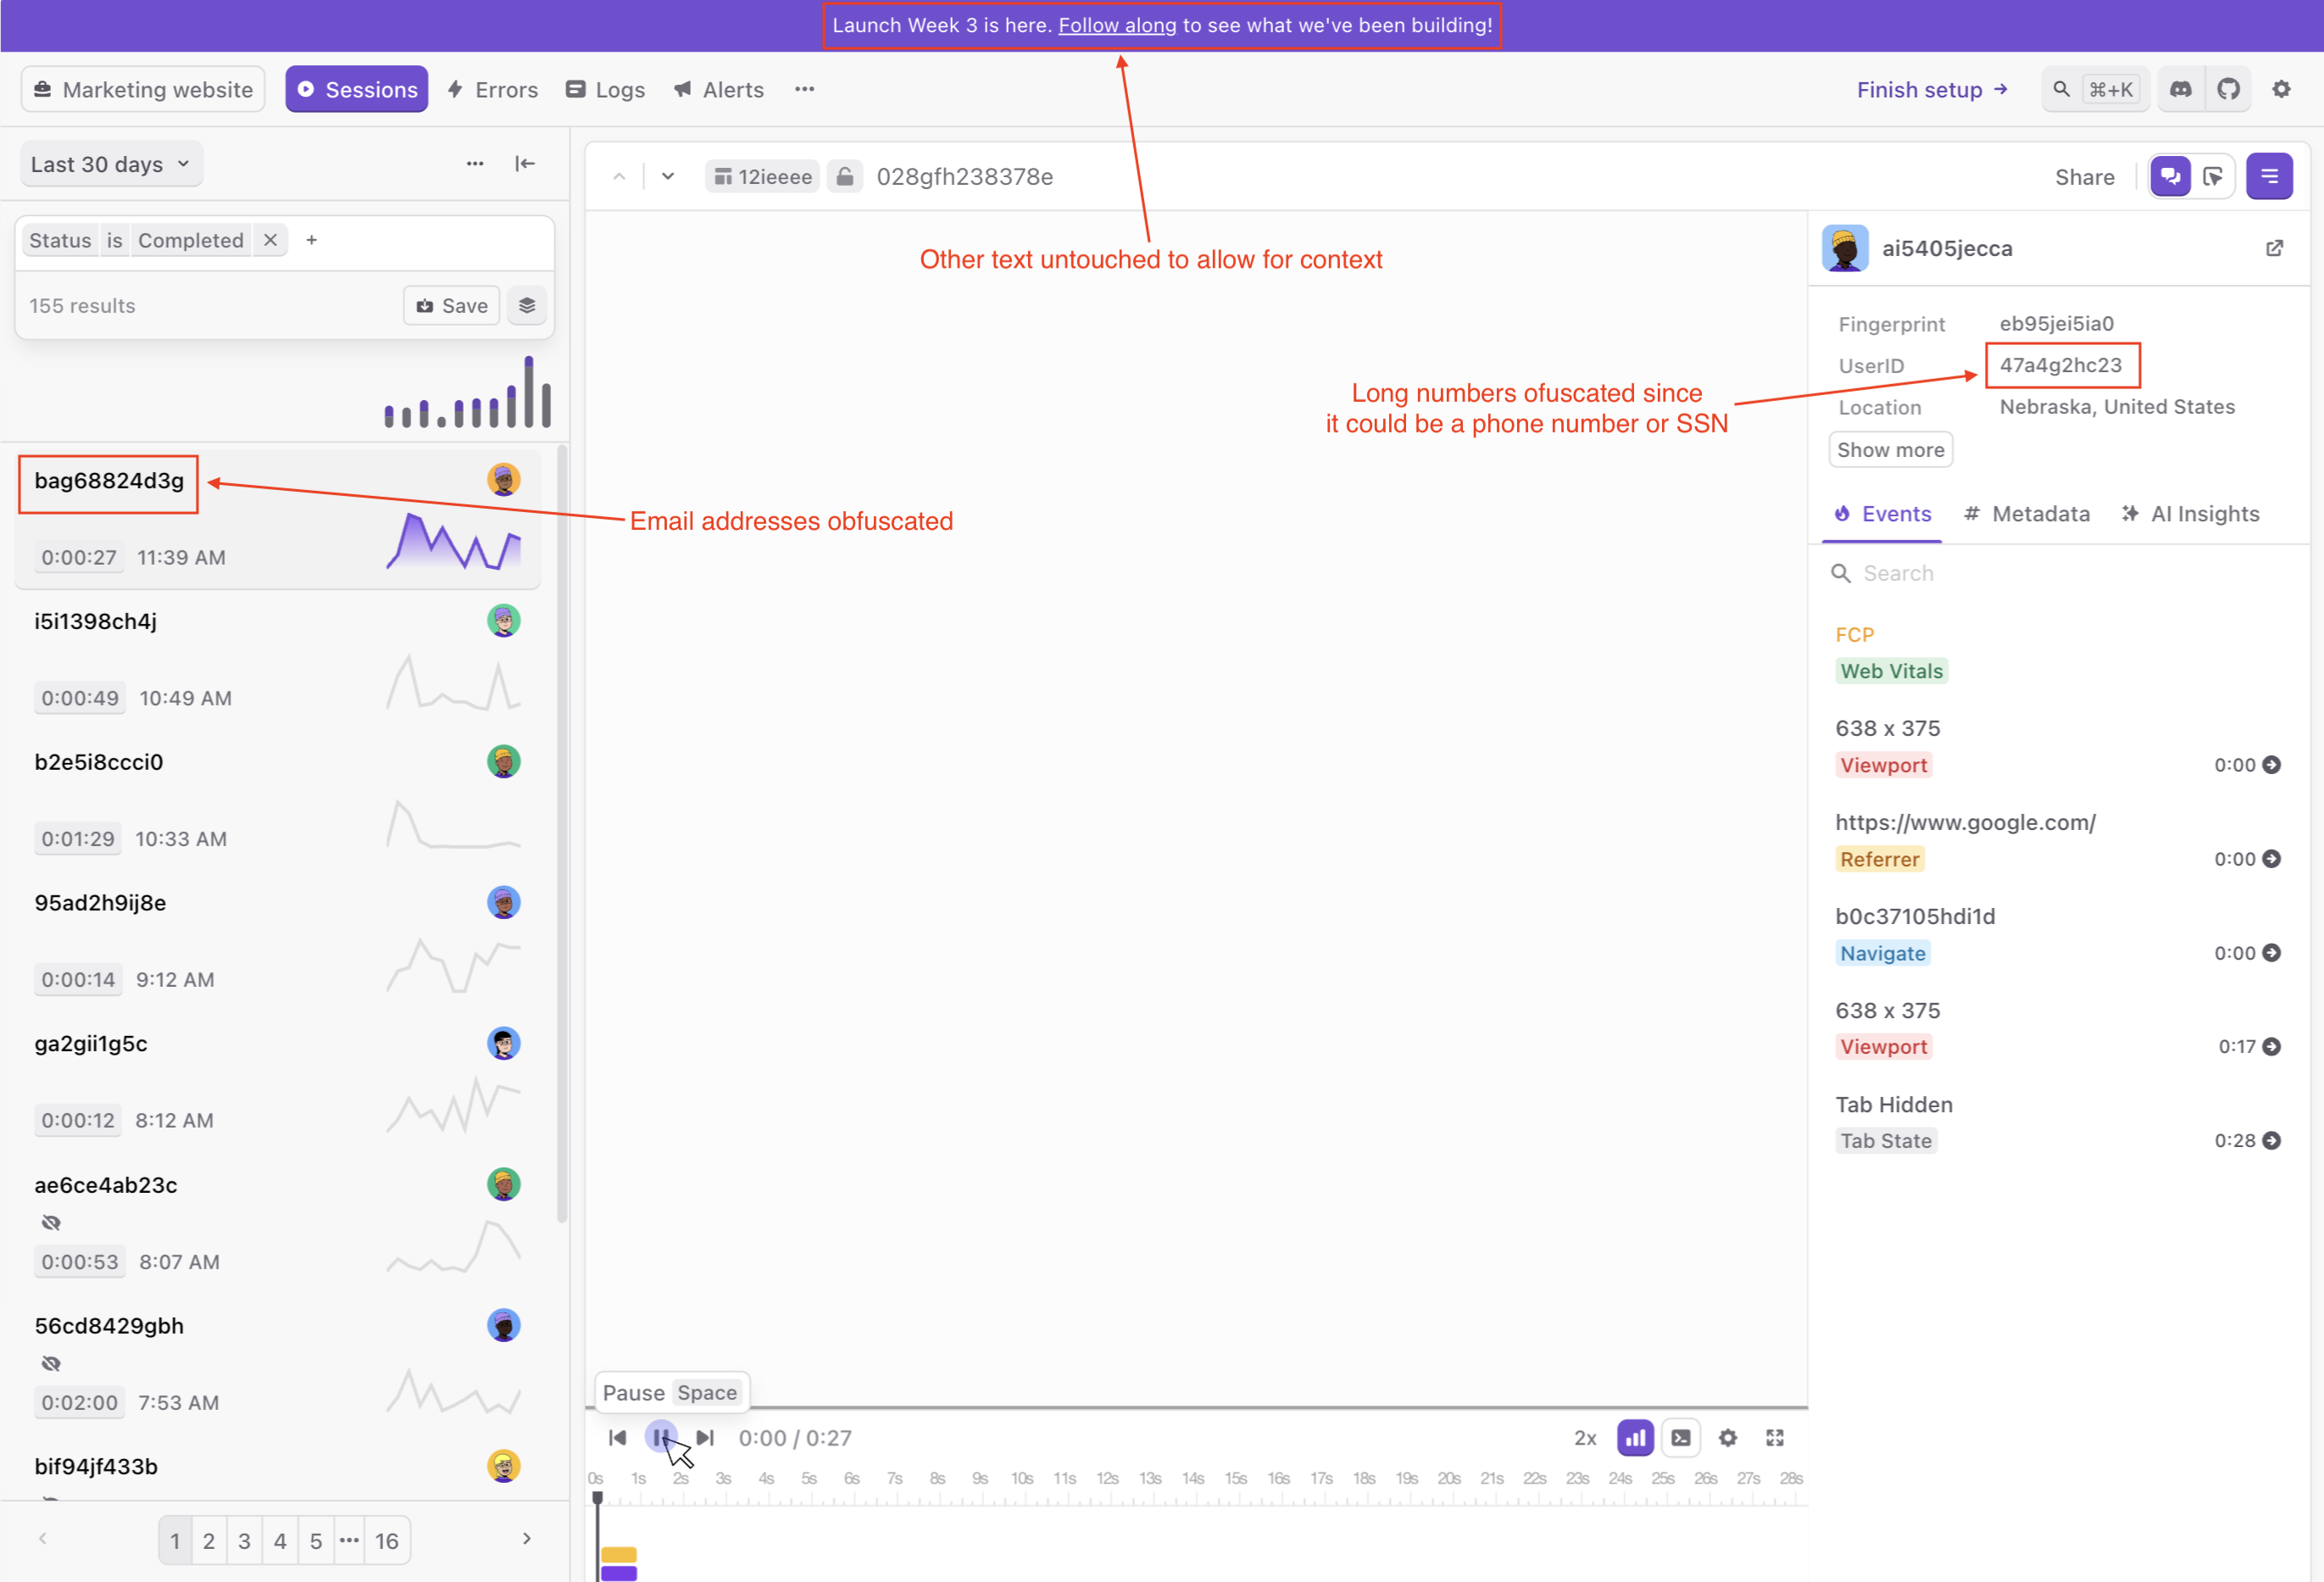 Launch Week 3 is here. Follow along to see what we've been building!
Marketing website
Sessions
Errors
Logs
Alerts
Finish setup
⌘+K
Last 30 days
Status is Completed
155 results
Save
bag68824d3g
0:00:27 11:39 AM
i5i1398ch4j
0:00:49 10:49 AM
b2e5i8ccci0
0:01:29 10:33 AM
95ad2h9ij8e
0:00:14 9:12 AM
ga2gii1g5c
0:00:12 8:12 AM
ae6ce4ab23c
0:00:53 8:07 AM
56cd8429gbh
0:02:00 7:53 AM
bif94jf433b
1 2 3 4 5 ••• 16
12ieeee
028gfh238378e
Share
Other text untouched to allow for context
Long numbers ofuscated since
it could be a phone number or SSN
Email addresses obfuscated
Pause Space
0:00 / 0:27
2x
0s 1s 2s 3s 4s 5s 6s 7s 8s 9s 10s 11s 12s 13s 14s 15s 16s 17s 18s 19s 20s 21s 22s 23s 24s 25s 26s 27s 28s
ai5405jecca
Fingerprint eb95jei5ia0
UserID 47a4g2hc23
Location Nebraska, United States
Show more
Events
# Metadata
AI Insights
Search
FCP
Web Vitals
638 x 375
Viewport 0:00
https://www.google.com/
Referrer 0:00
b0c37105hdi1d
Navigate 0:00
638 x 375
Viewport 0:17
Tab Hidden
Tab State 0:28